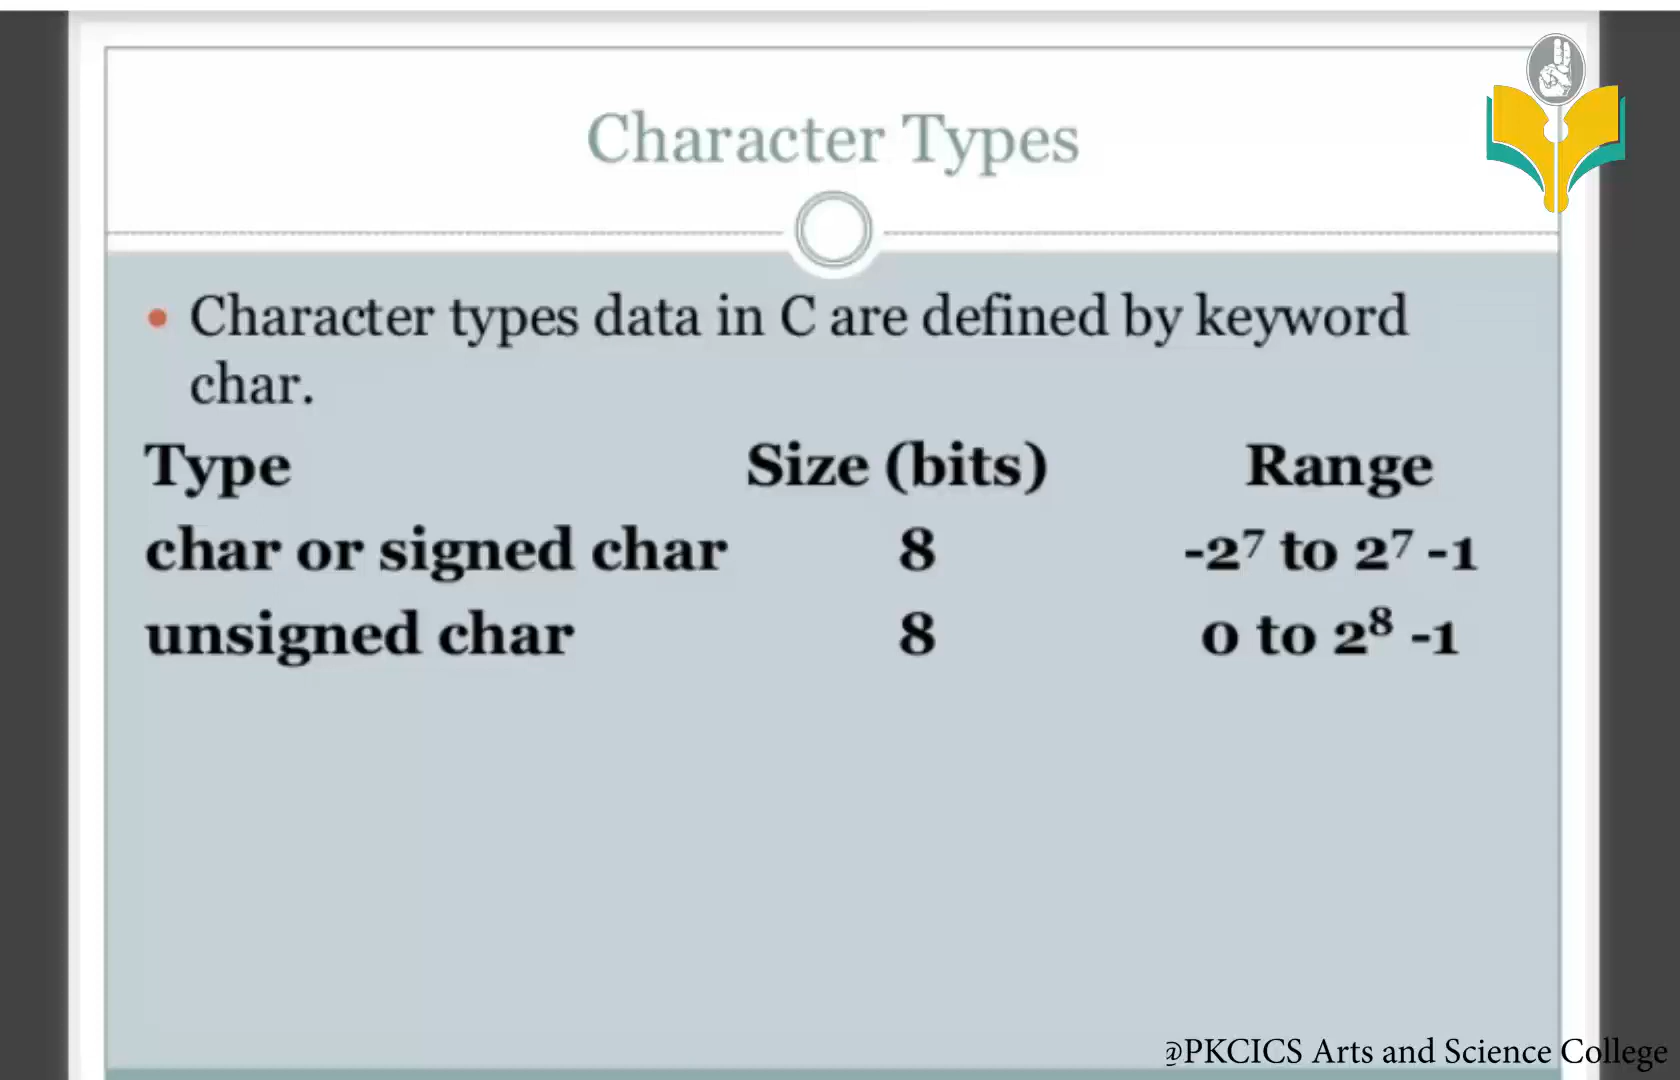 Character Types
• Character types data in C are defined by keyword
char.
Type Size (bits) Range
char or signed char 8 -2⁷ to 2⁷ -1
unsigned char 8 0 to 2⁸ -1
@PKCICS Arts and Science College